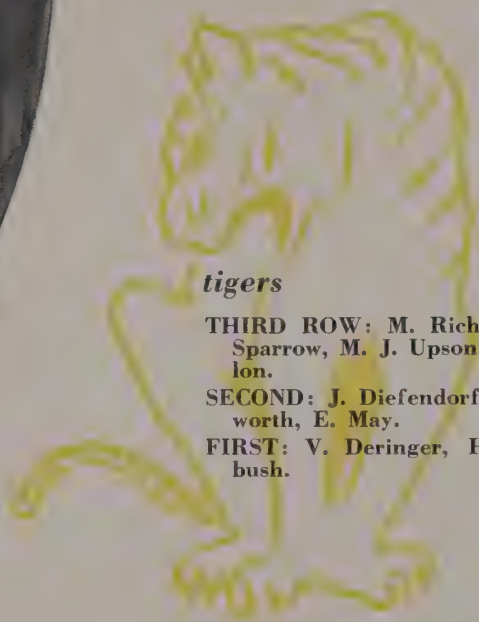 tigers
THIRD ROW: M. Rich
Sparrow, M. J. Upson
lon.
SECOND: J. Diefendorf
worth, E. May.
FIRST: V. Deringer, H
bush.